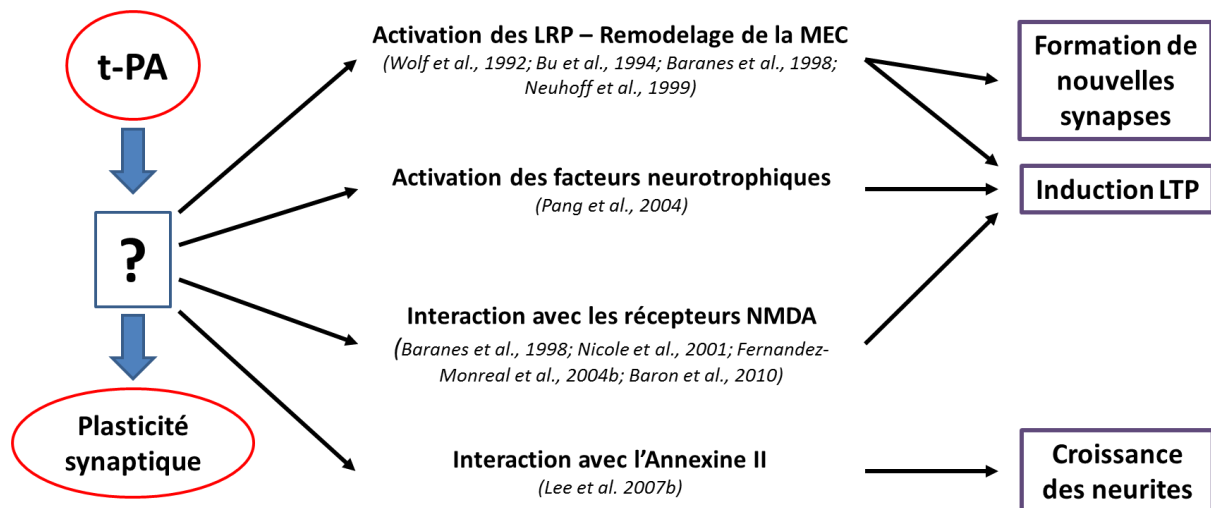 t-PA
?
Plasticité
synaptique
Activation des LRP – Remodelage de la MEC
(Wolf et al., 1992; Bu et al., 1994; Baranes et al., 1998;
Neuhoff et al., 1999)
Activation des facteurs neurotrophiques
(Pang et al., 2004)
Interaction avec les récepteurs NMDA
(Baranes et al., 1998; Nicole et al., 2001; Fernandez-
Monreal et al., 2004b; Baron et al., 2010)
Interaction avec l’Annexine II
(Lee et al. 2007b)
Formation de
nouvelles
synapses
Induction LTP
Croissance
des neurites